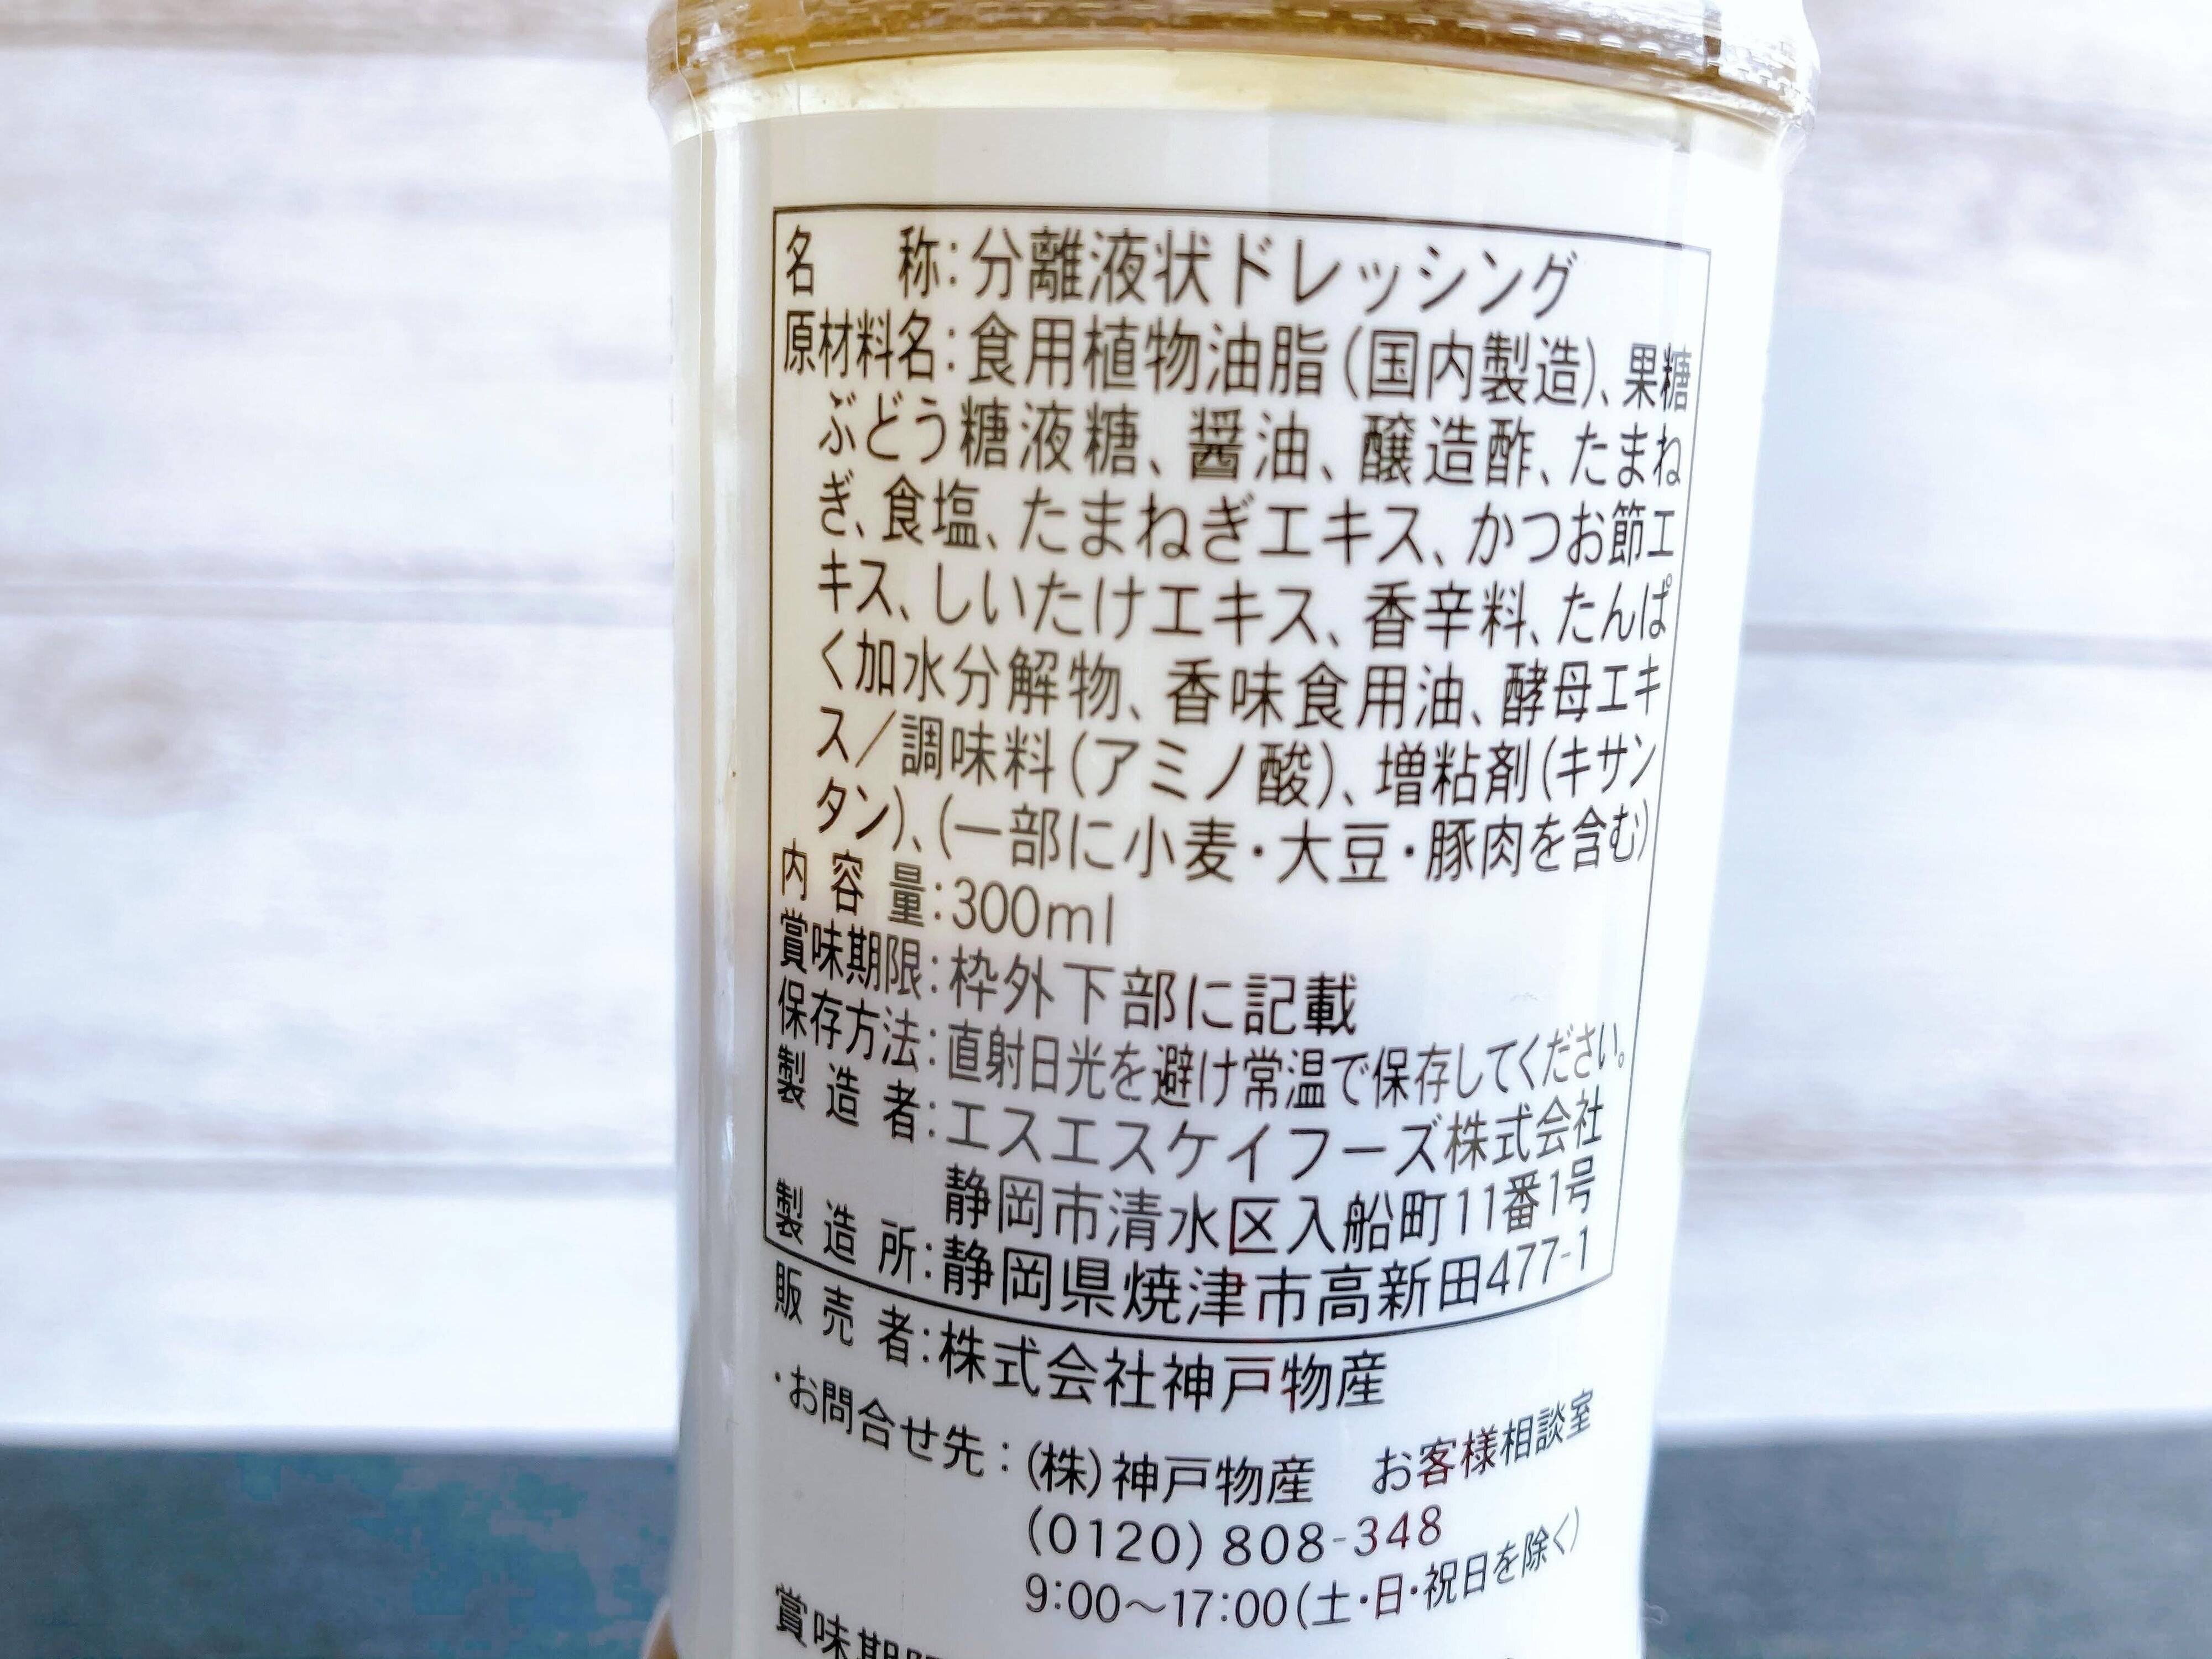 名　　称：分離液状ドレッシング
原材料名：食用植物油脂（国内製造）、果糖
ぶどう糖液糖、醤油、醸造酢、たまね
ぎ、食塩、たまねぎエキス、かつお節エ
キス、しいたけエキス、香辛料、たんぱ
く加水分解物、香味食用油、酵母エキ
ス／調味料（アミノ酸）、増粘剤（キサン
タン）、（一部に小麦・大豆・豚肉を含む）
内 容 量：300ml
賞味期限：枠外下部に記載
保存方法：直射日光を避け常温で保存してください。
製 造 者：エスエスケイフーズ株式会社
静岡市清水区入船町11番1号
製 造 所：静岡県焼津市高新田477-1
販 売 者：株式会社神戸物産
・お問合せ先：（株）神戸物産　お客様相談室
（0120）808-348
9:00～17:00（土・日・祝日を除く）
賞味期限